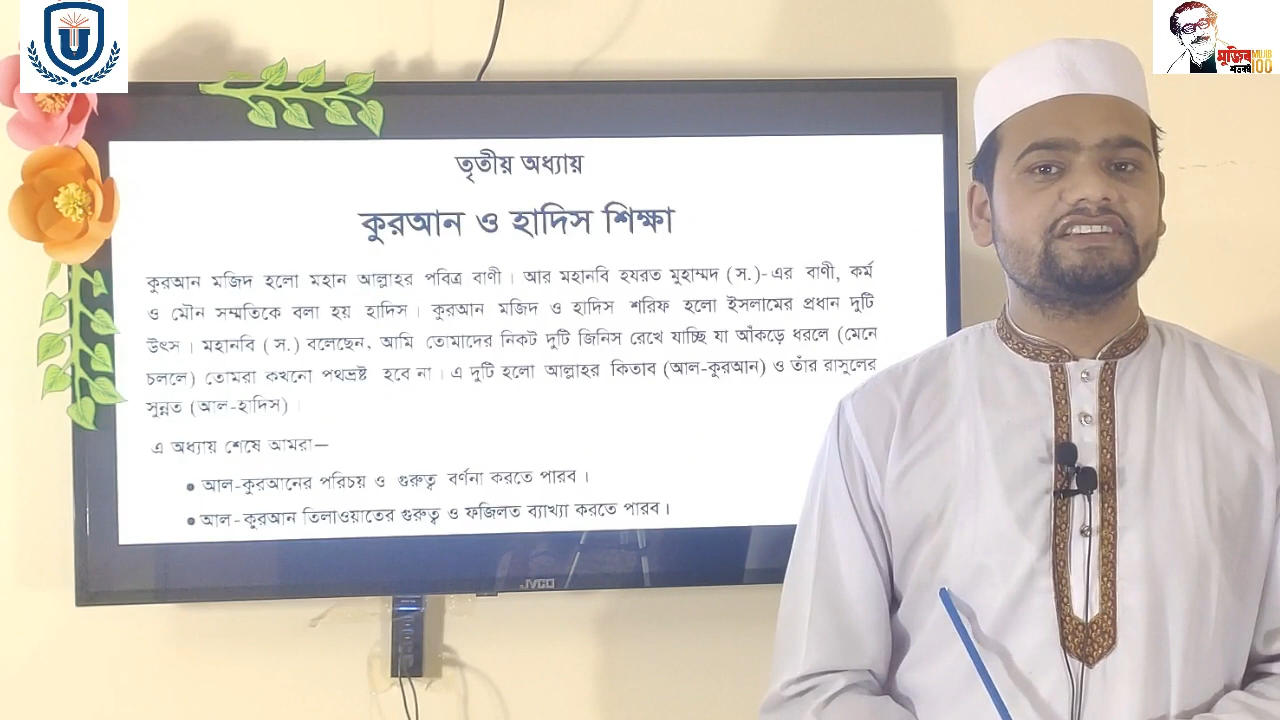 U
মুজিব
শতবর্ষ
MUJIB
100
তৃতীয় অধ্যায়
কুরআন ও হাদিস শিক্ষা
কুরআন মজিদ হলো মহান আল্লাহর পবিত্র বাণী। আর মহানবি হযরত মুহাম্মদ (স.)-এর বাণী, কর্ম
ও মৌন সম্মতিকে বলা হয় হাদিস। কুরআন মজিদ ও হাদিস শরিফ হলো ইসলামের প্রধান দুটি
উৎস। মহানবি (স.) বলেছেন, আমি তোমাদের নিকট দুটি জিনিস রেখে যাচ্ছি যা আঁকড়ে ধরলে (মেনে
চললে) তোমরা কখনো পথভ্রষ্ট হবে না। এ দুটি হলো আল্লাহর কিতাব (আল-কুরআন) ও তাঁর রাসুলের
সুন্নত (আল-হাদিস)।
এ অধ্যায় শেষে আমরা—
• আল-কুরআনের পরিচয় ও গুরুত্ব বর্ণনা করতে পারব।
• আল-কুরআন তিলাওয়াতের গুরুত্ব ও ফজিলত ব্যাখ্যা করতে পারব।
JVCO